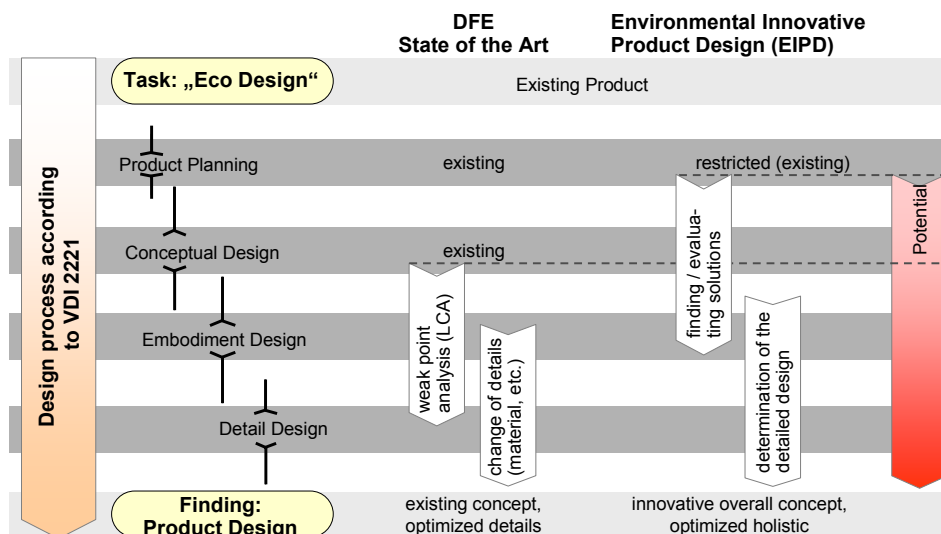 DFE
State of the Art
Environmental Innovative
Product Design (EIPD)
Task: „Eco Design“
Existing Product
Design process according
to VDI 2221
Product Planning
existing
restricted (existing)
Conceptual Design
existing
Embodiment Design
Detail Design
weak point
analysis (LCA)
change of details
(material, etc.)
finding / evalua-
ting solutions
determination of the
detailed design
Potential
Finding:
Product Design
existing concept,
optimized details
innovative overall concept,
optimized holistic